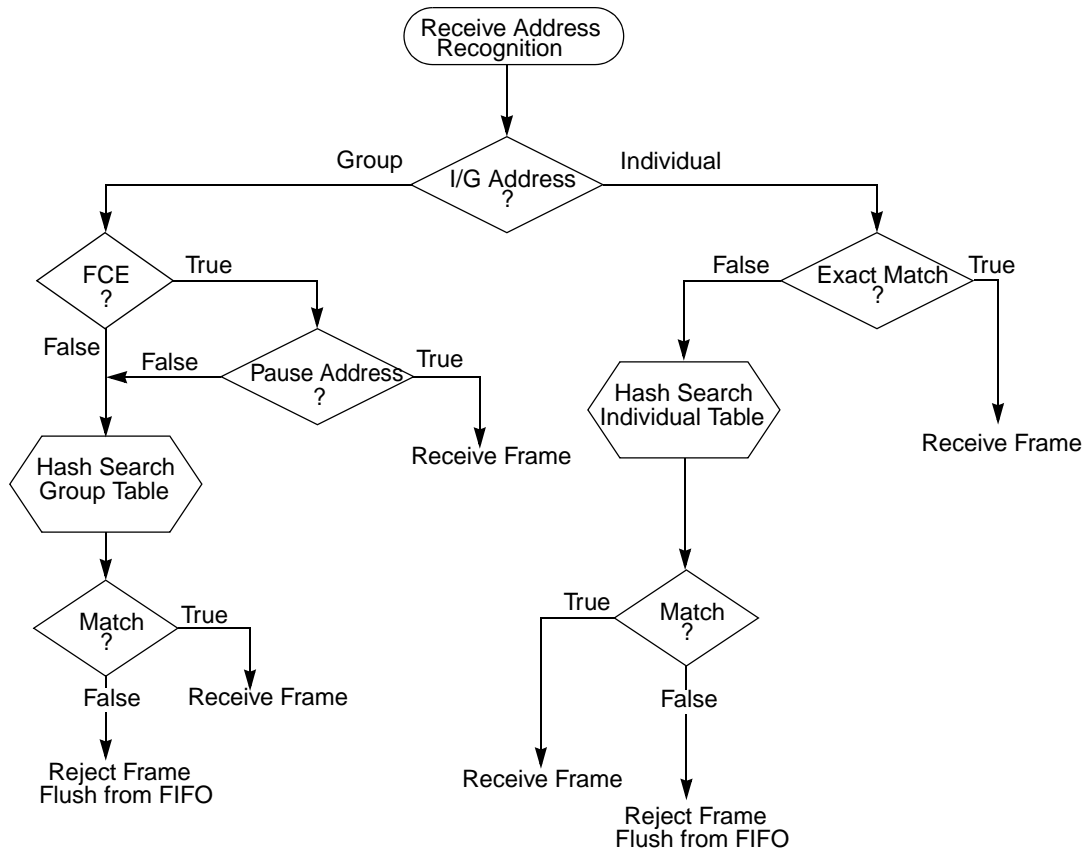 Receive Address
Recognition
Group
Individual
I/G Address
?
FCE
?
True
False
Exact Match
?
True
False
False
Pause Address
?
True
Hash Search
Individual Table
Receive Frame
Receive Frame
Hash Search
Group Table
True
Match
?
True
Match
?
False
Receive Frame
False
Reject Frame
Flush from FIFO
Receive Frame
Reject Frame
Flush from FIFO